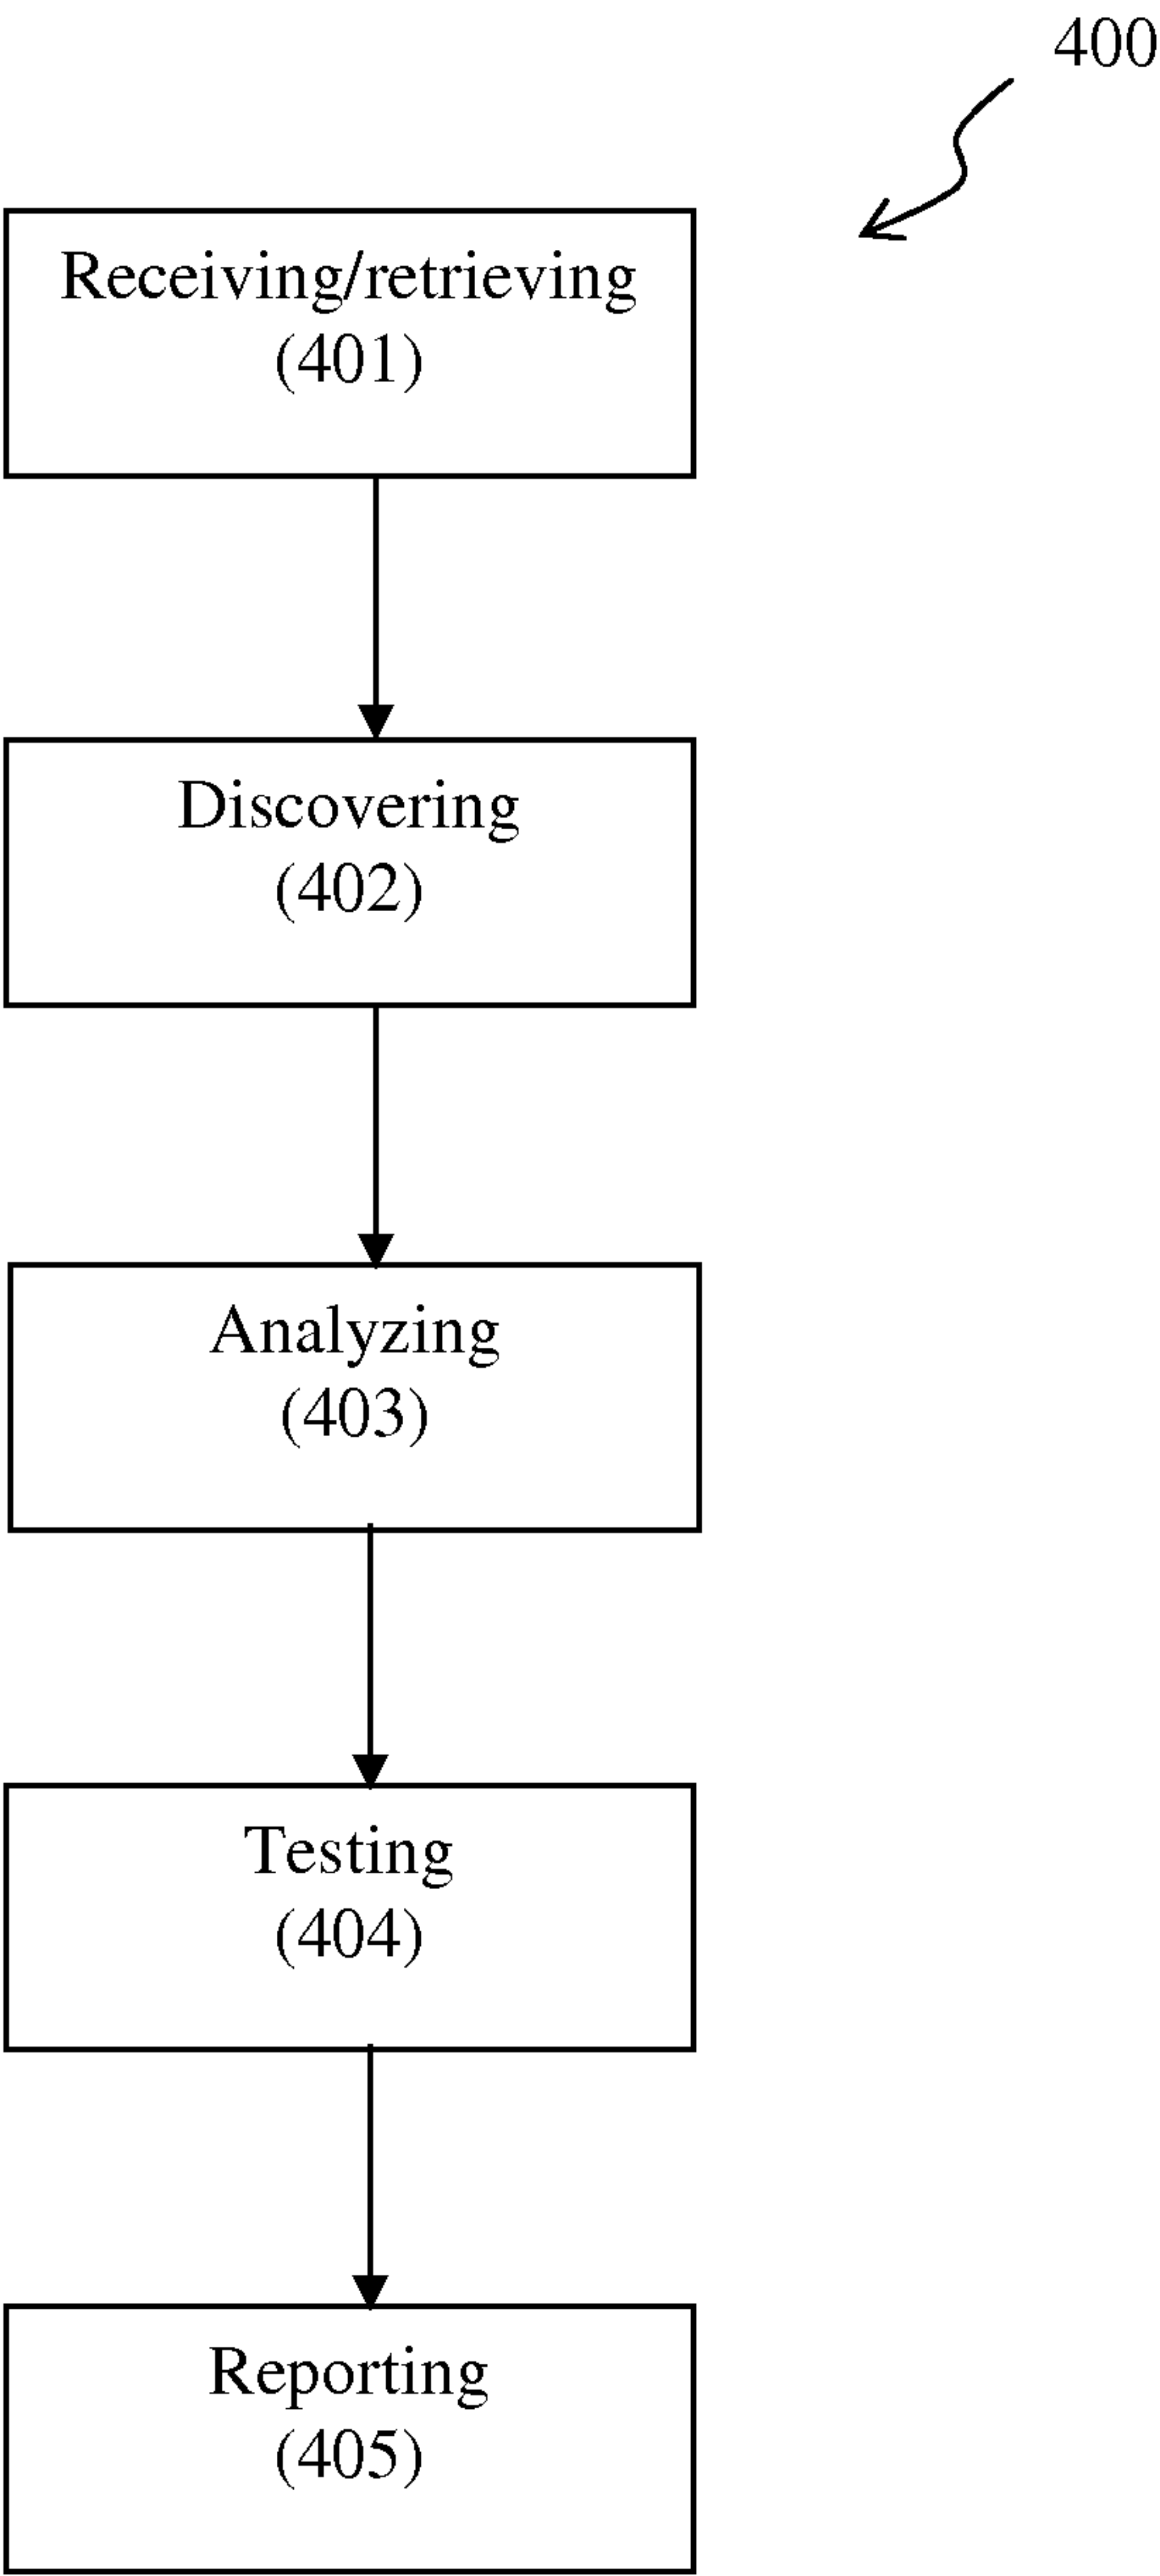 400
Receiving/retrieving
(401)
Discovering
(402)
Analyzing
(403)
Testing
(404)
Reporting
(405)